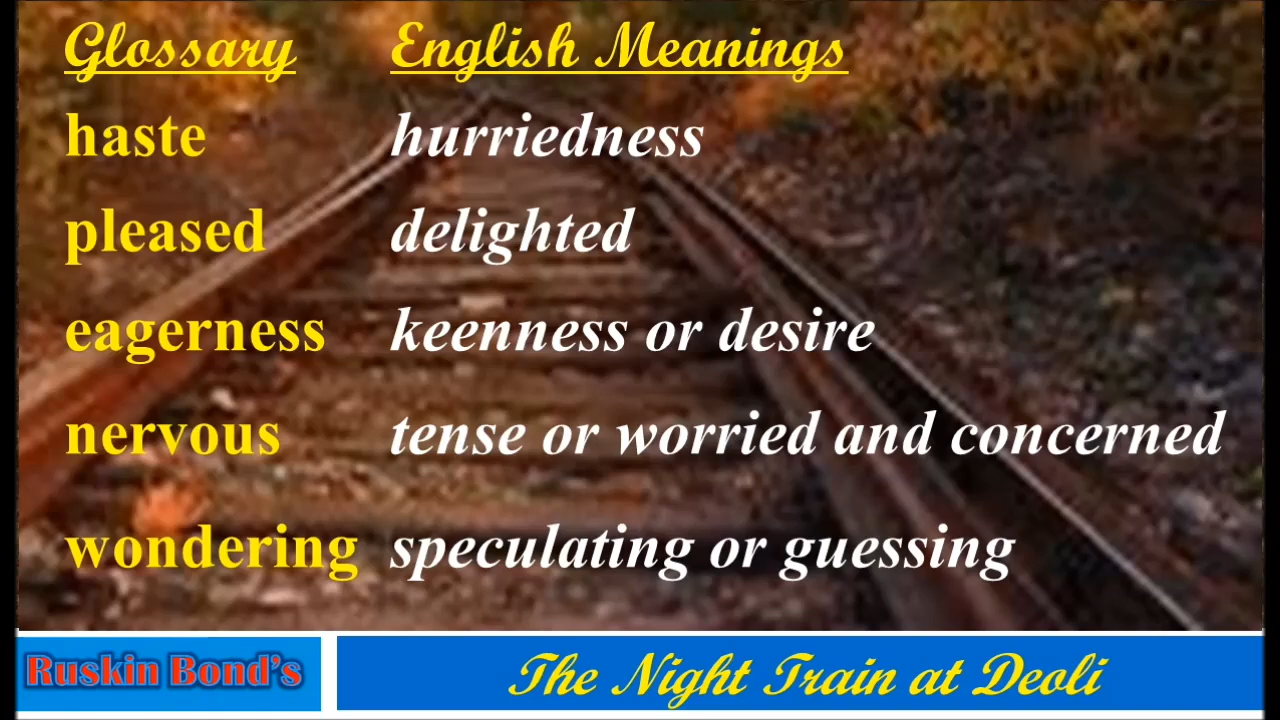 Glossary English Meanings
haste hurriedness
pleased delighted
eagerness keenness or desire
nervous tense or worried and concerned
wondering speculating or guessing
Ruskin Bond's The Night Train at Deoli